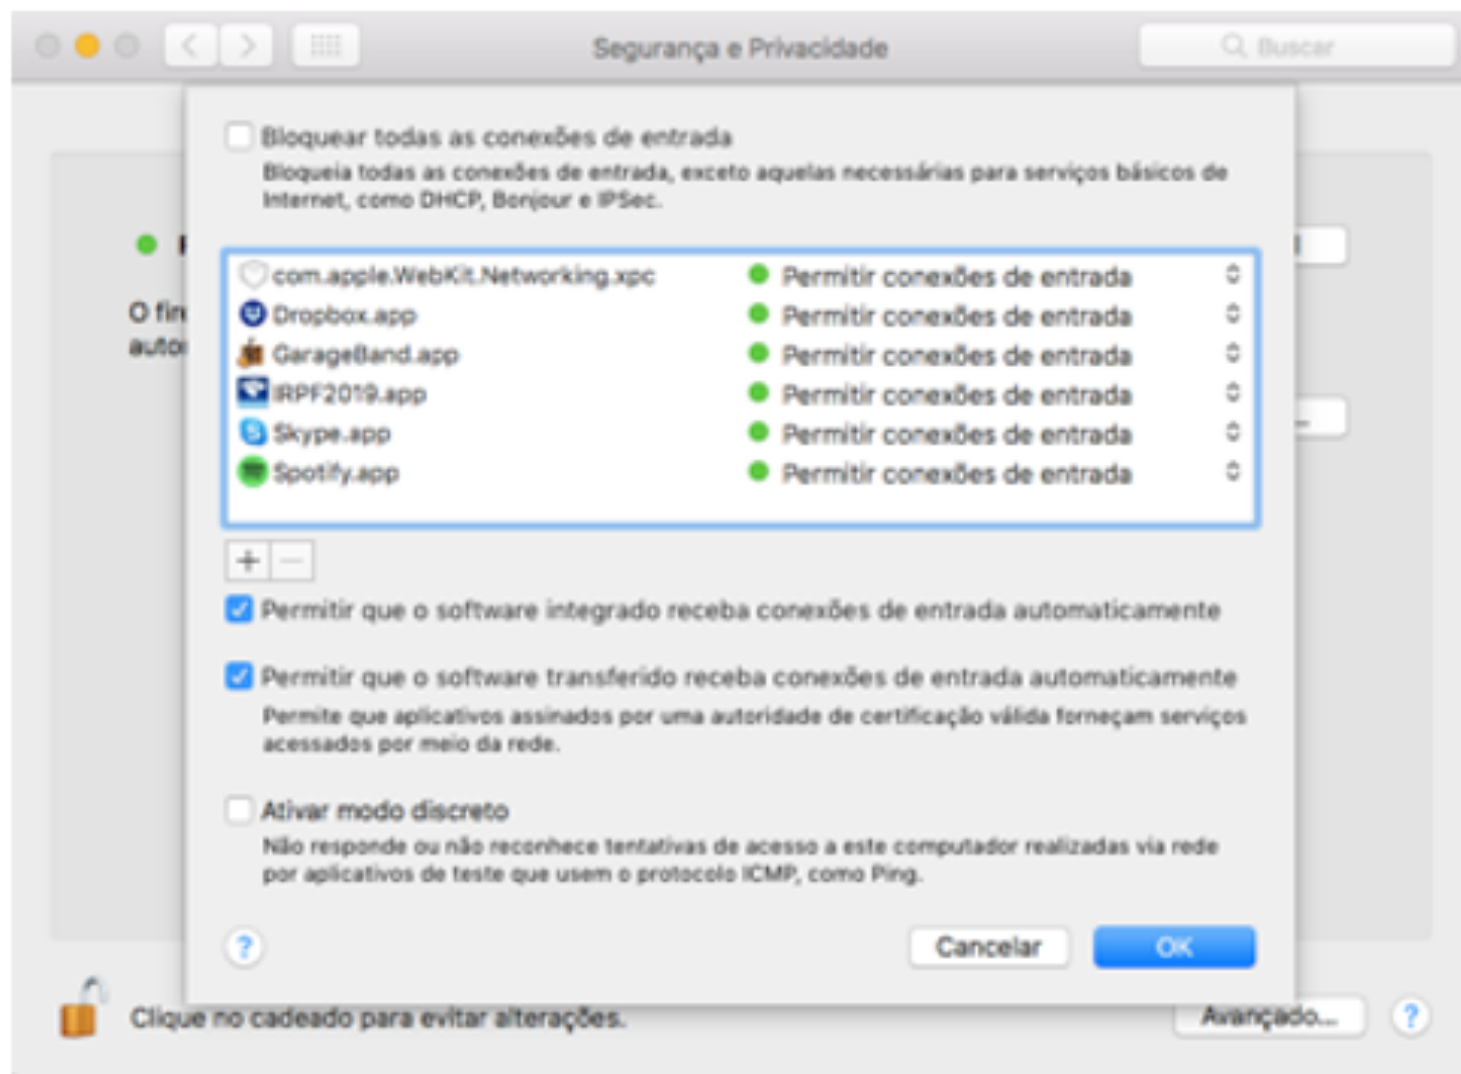 Segurança e Privacidade
Buscar
Bloquear todas as conexões de entrada
Bloqueia todas as conexões de entrada, exceto aquelas necessárias para serviços básicos de
Internet, como DHCP, Bonjour e IPSec.
O fir
autor
com.apple.WebKit.Networking.xpc Permitir conexões de entrada
Dropbox.app Permitir conexões de entrada
GarageBand.app Permitir conexões de entrada
IRPF2019.app Permitir conexões de entrada
Skype.app Permitir conexões de entrada
Spotify.app Permitir conexões de entrada
Permitir que o software integrado receba conexões de entrada automaticamente
Permitir que o software transferido receba conexões de entrada automaticamente
Permite que aplicativos assinados por uma autoridade de certificação válida forneçam serviços
acessados por meio da rede.
Ativar modo discreto
Não responde ou não reconhece tentativas de acesso a este computador realizadas via rede
por aplicativos de teste que usem o protocolo ICMP, como Ping.
? Cancelar OK
Clique no cadeado para evitar alterações. Avançado... ?